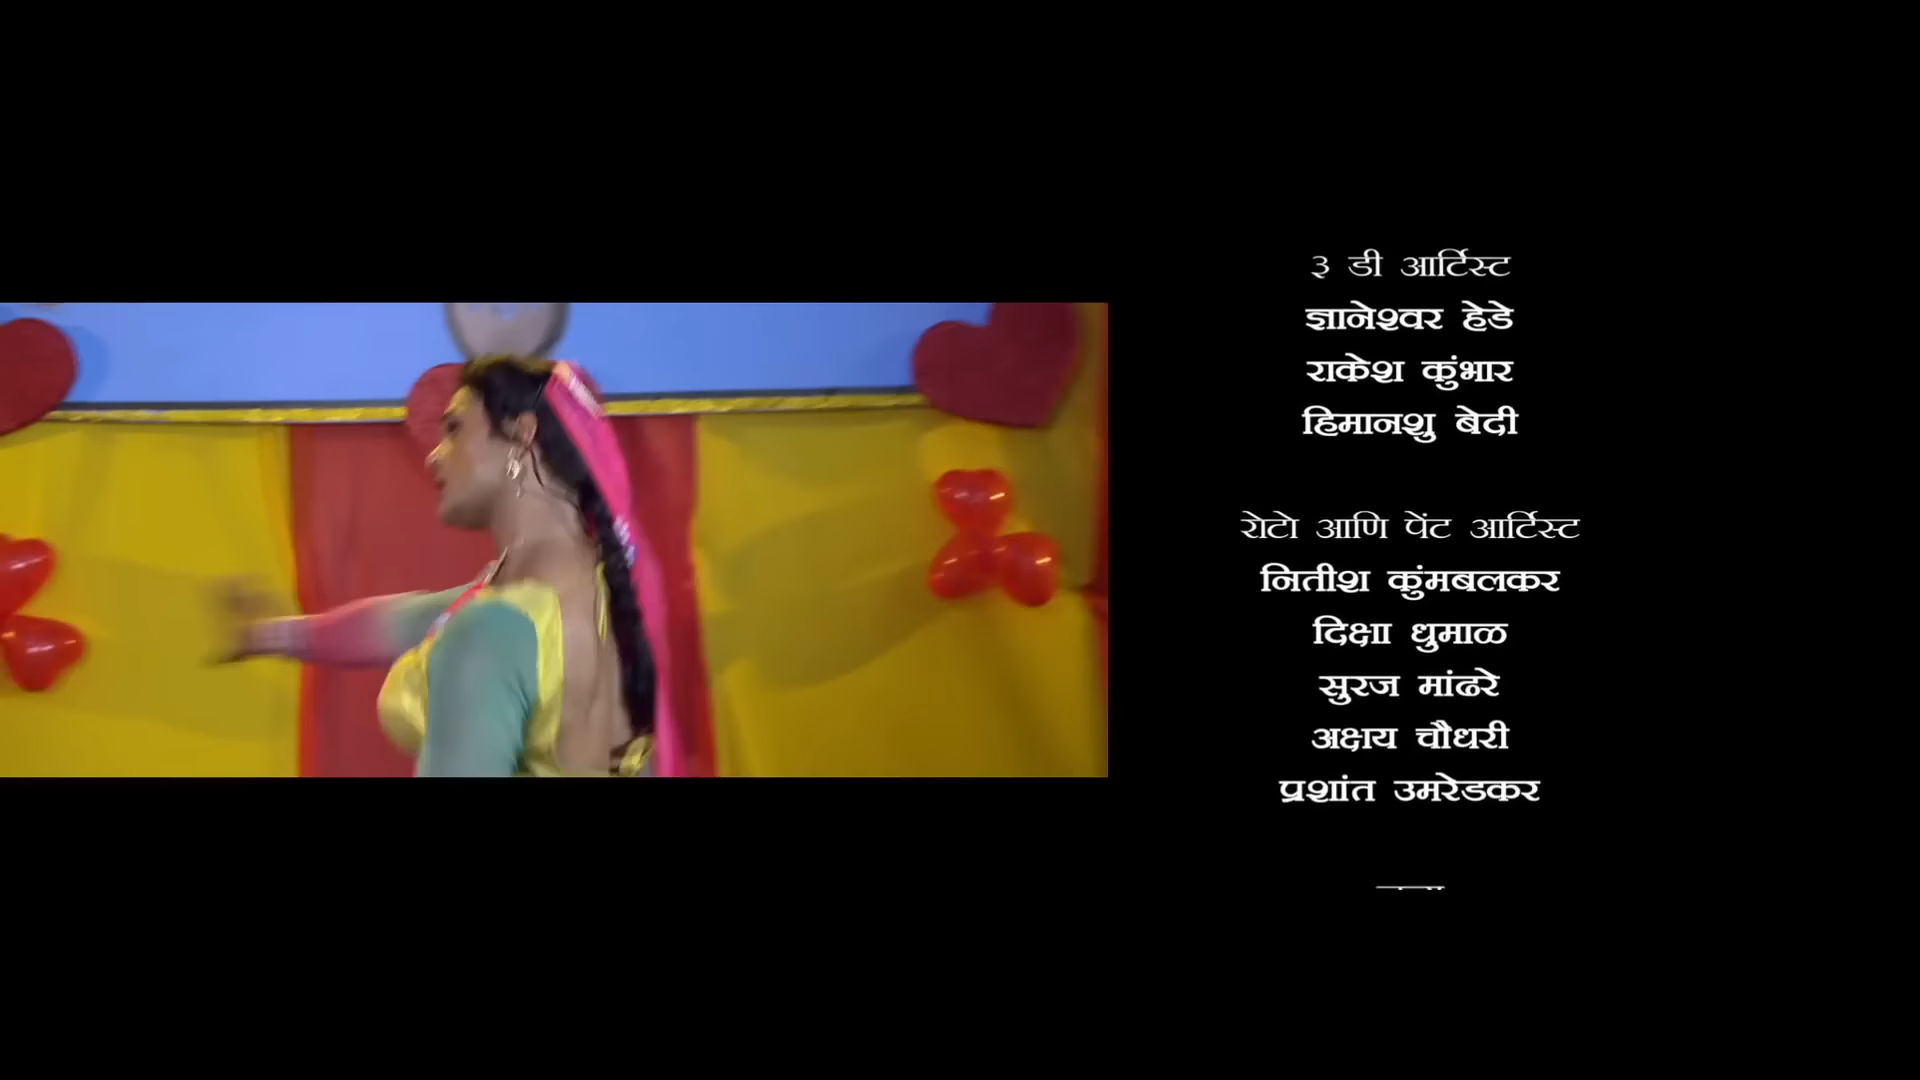 ३ डी आर्टिस्ट
ज्ञानेश्वर हेडे
राकेश कुंभार
हिमानशु बेदी
रोटो आणि पेंट आर्टिस्ट
नितीश कुंमबलकर
दिक्षा धुमाळ
सुरज मांढरे
अक्षय चौधरी
प्रशांत उमरेडकर